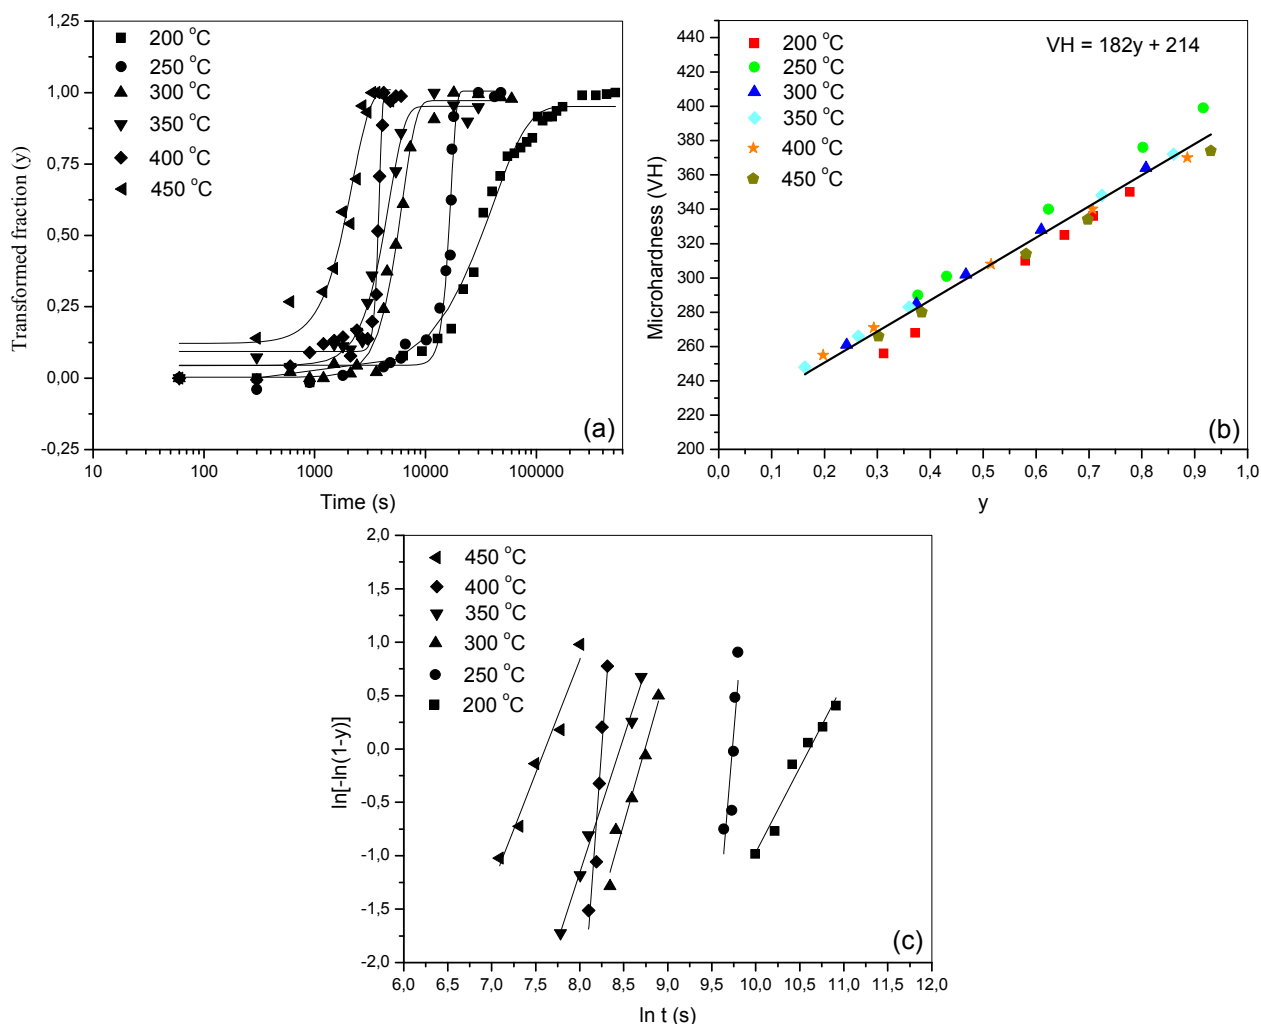 1,25
1,00
0,75
0,50
0,25
0,00
-0,25
Transformed fraction (y)
200 °C
250 °C
300 °C
350 °C
400 °C
450 °C
(a)
10 100 1000 10000 100000
Time (s)
440
420
400
380
360
340
320
300
280
260
240
220
200
Microhardness (VH)
200 °C
250 °C
300 °C
350 °C
400 °C
450 °C
VH = 182y + 214
(b)
0,0 0,1 0,2 0,3 0,4 0,5 0,6 0,7 0,8 0,9 1,0
y
2,0
1,5
1,0
0,5
0,0
-0,5
-1,0
-1,5
-2,0
ln[-ln(1-y)]
450 °C
400 °C
350 °C
300 °C
250 °C
200 °C
(c)
6,0 6,5 7,0 7,5 8,0 8,5 9,0 9,5 10,0 10,5 11,0 11,5 12,0
ln t (s)